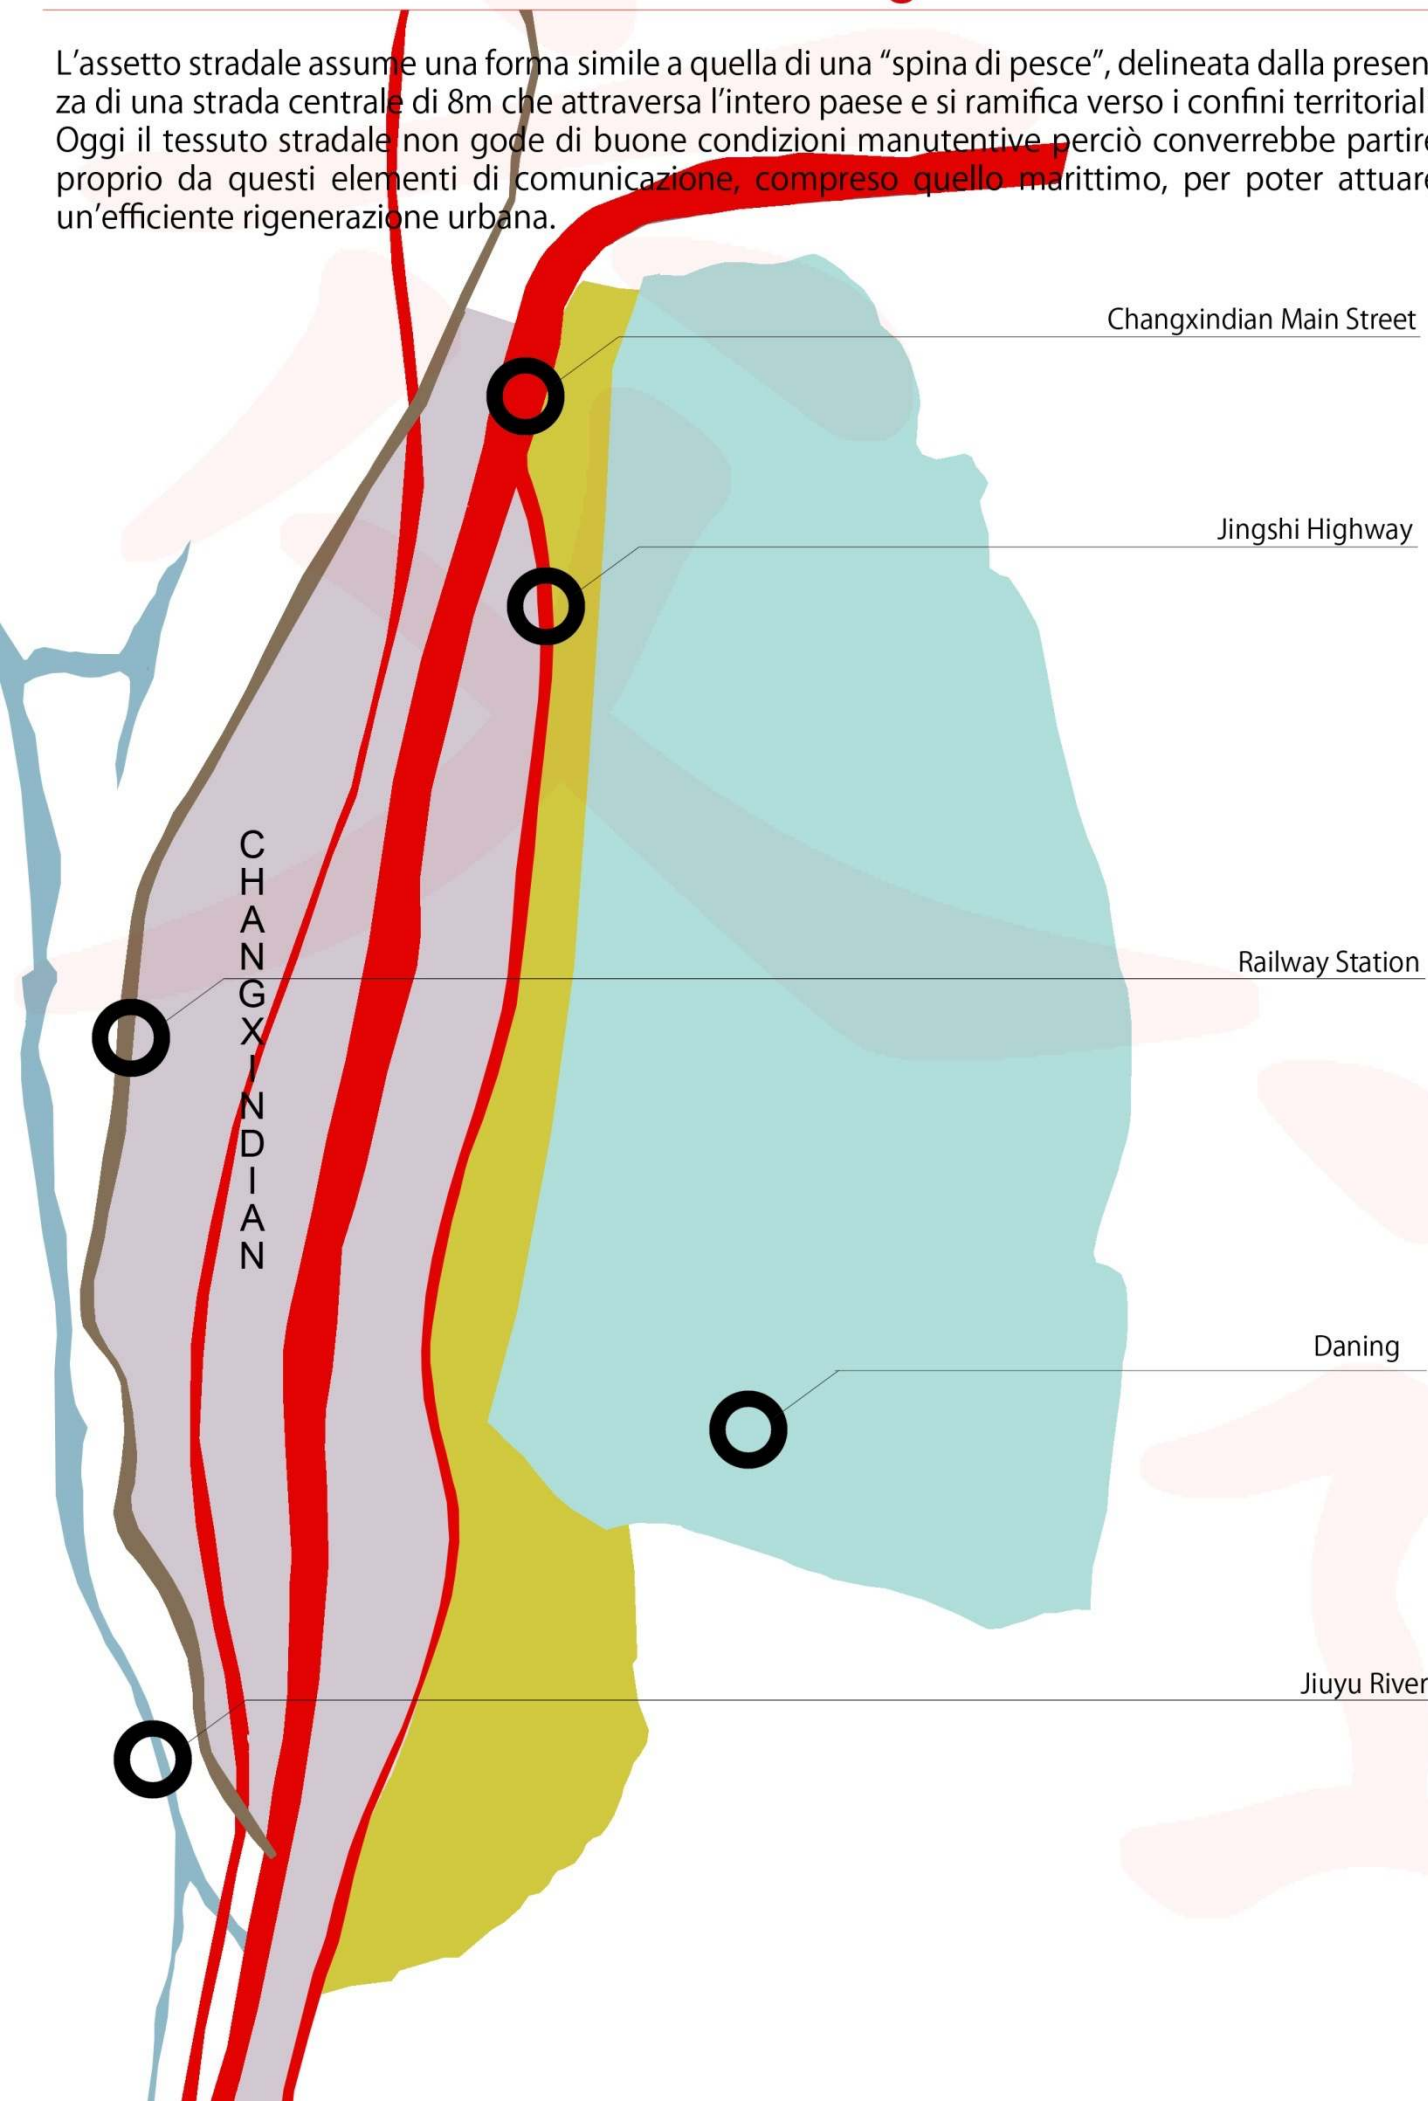 L'assetto stradale assume una forma simile a quella di una “spina di pesce”, delineata dalla presen
za di una strada centrale di 8m che attraversa l'intero paese e si ramifica verso i confini territorial
Oggi il tessuto stradale non gode di buone condizioni manutentive perciò converrebbe partire
proprio da questi elementi di comunicazione, compreso quello marittimo, per poter attuare
un'efficiente rigenerazione urbana.
Changxindian Main Street
Jingshi Highway
CHANGXINDIAN
Railway Station
Daning
Jiuyu River